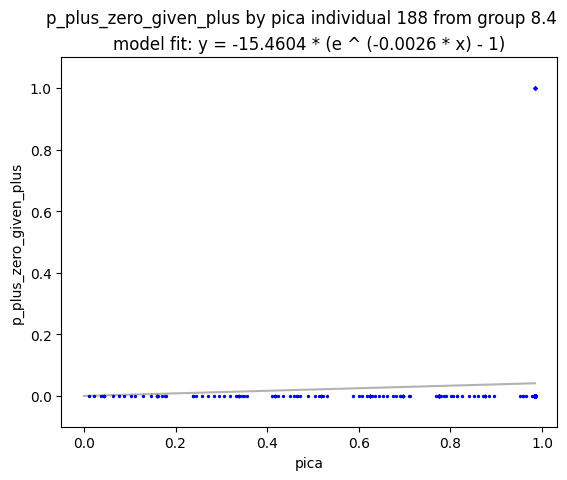 p_plus_zero_given_plus by pica individual 188 from group 8.4
model fit: y = -15.4604 * (e ^ (-0.0026 * x) - 1)
1.0
0.8
0.6
0.4
0.2
0.0
p_plus_zero_given_plus
0.0 0.2 0.4 0.6 0.8 1.0
pica